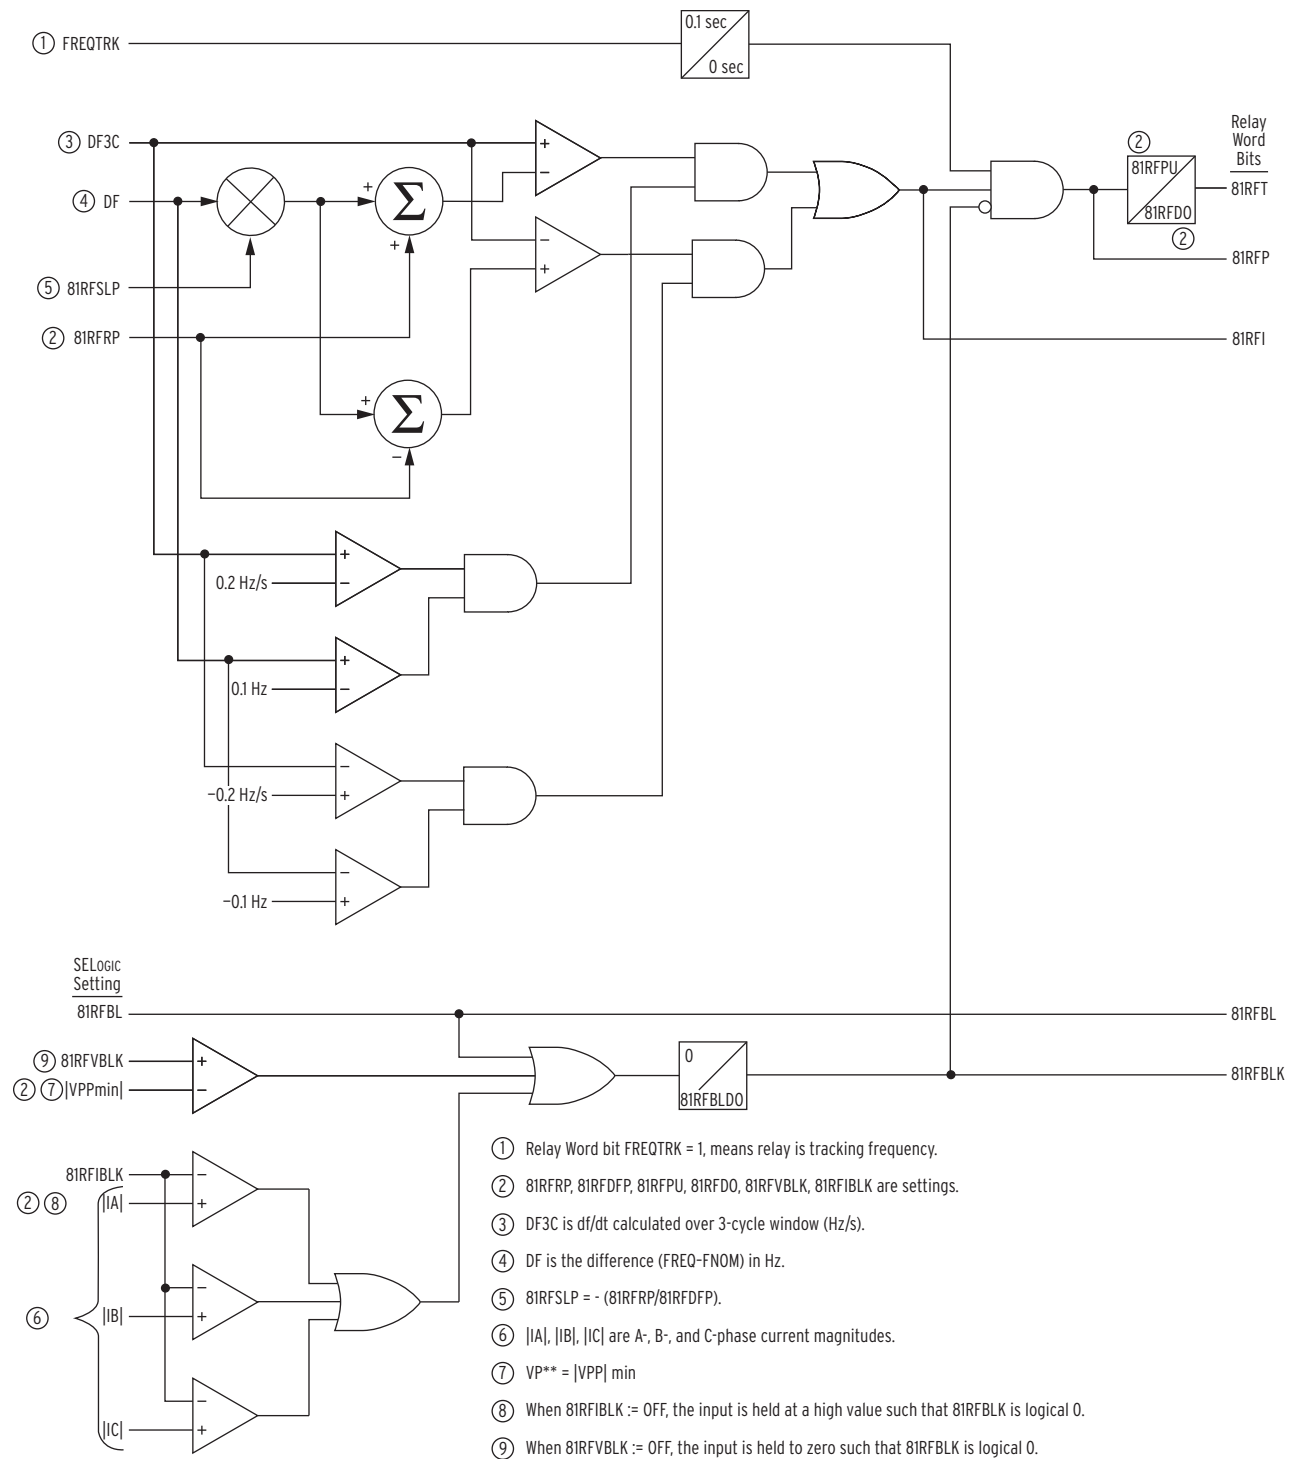 0.1 sec
① FREQTRK
0 sec
Relay
Word
Bits
③ DF3C
+
②
81RFPU
−
④ DF
+
Σ
81RFT
81RFDO
+
−
②
81RFP
⑤ 81RFSLP
+
② 81RFRP
81RFI
+
Σ
−
+
0.2 Hz/s
−
+
0.1 Hz
−
−
−0.2 Hz/s
+
−
−0.1 Hz
+
SELOGIC
Setting
81RFBL
81RFBL
⑨ 81RFVBLK
+
0
② ⑦ |VPPmin|
−
81RFBLK
81RFBLDO
81RFIBLK
−
② ⑧
|IA|
+
−
⑥
|IB|
+
−
|IC|
+
① Relay Word bit FREQTRK = 1, means relay is tracking frequency.
② 81RFRP, 81RFDFP, 81RFPU, 81RFDO, 81RFVBLK, 81RFIBLK are settings.
③ DF3C is df/dt calculated over 3-cycle window (Hz/s).
④ DF is the difference (FREQ-FNOM) in Hz.
⑤ 81RFSLP = - (81RFRP/81RFDFP).
⑥ |IA|, |IB|, |IC| are A-, B-, and C-phase current magnitudes.
⑦ VP** = |VPP| min
⑧ When 81RFIBLK := OFF, the input is held at a high value such that 81RFBLK is logical 0.
⑨ When 81RFVBLK := OFF, the input is held to zero such that 81RFBLK is logical 0.